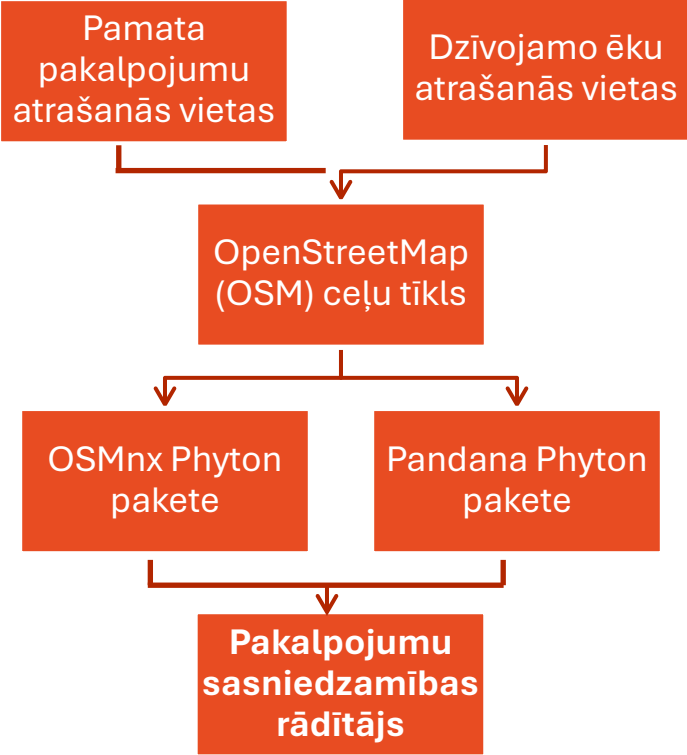 Pamata
pakalpojumu
atrašanās vietas
Dzīvojamo ēku
atrašanās vietas
OpenStreetMap
(OSM) ceļu tīkls
OSMnx Phyton
pakete
Pandana Phyton
pakete
Pakalpojumu
sasniedzamības
rādītājs